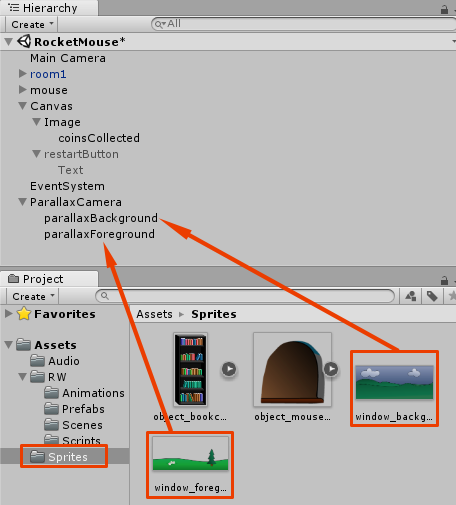 Hierarchy
Create
All
RocketMouse*
Main Camera
room1
mouse
Canvas
Image
coinsCollected
restartButton
Text
EventSystem
ParallaxCamera
parallaxBackground
parallaxForeground
Project
Create
Favorites
Assets
Audio
RW
Animations
Prefabs
Scenes
Scripts
Sprites
Assets ▸ Sprites
object_bookc...
object_mouse...
window_backg...
window_foreg...